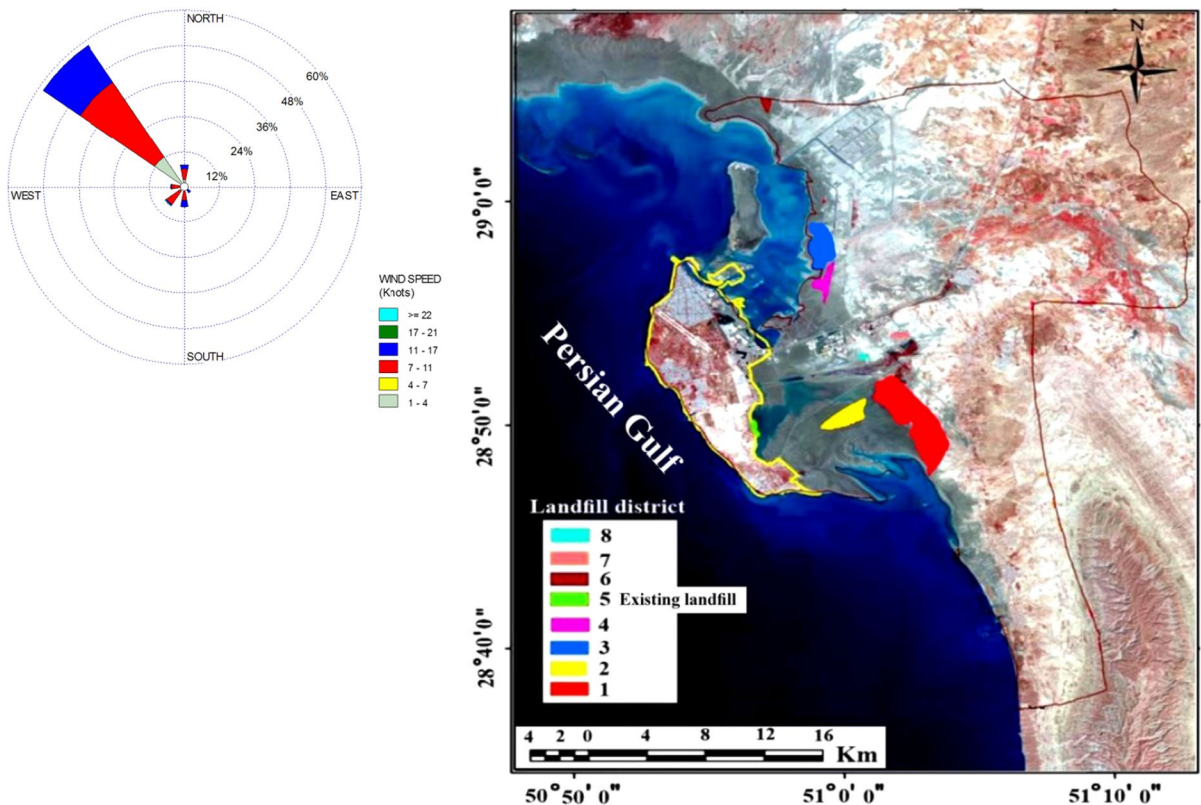 NORTH
60%
48%
36%
24%
12%
WEST
EAST
SOUTH
WIND SPEED
(Knots)
>= 22
17 - 21
11 - 17
7 - 11
4 - 7
1 - 4
N
29°0'0"
28°50'0"
28°40'0"
Persian Gulf
Landfill district
8
7
6
5 Existing landfill
4
3
2
1
4 2 0 4 8 12 16
Km
50°50'0"
51°0'0"
51°10'0"